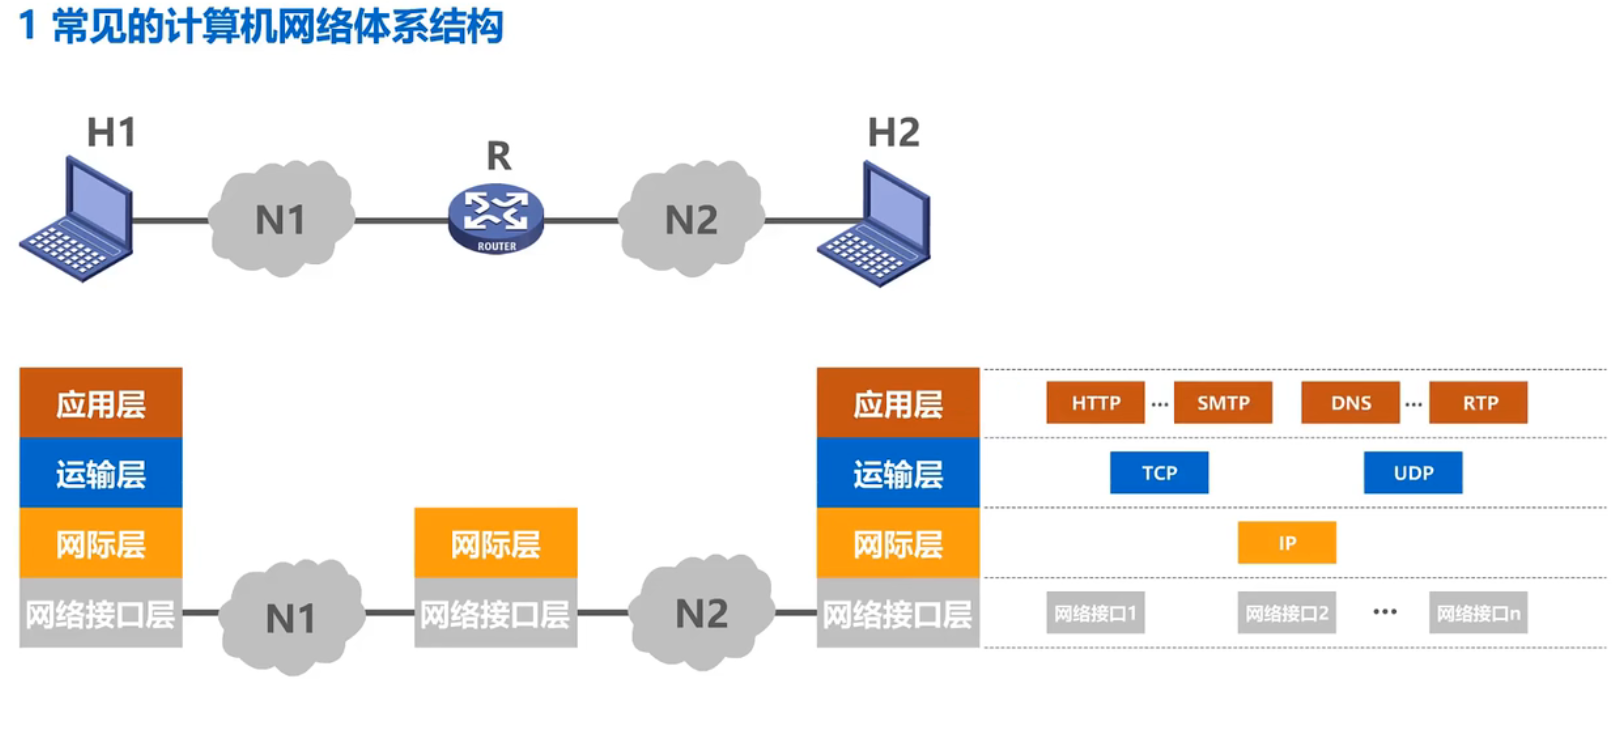 1 常见的计算机网络体系结构
H1
N1
R
ROUTER
N2
H2
应用层
运输层
网际层
网络接口层
N1
网际层
网络接口层
N2
应用层
运输层
网际层
网络接口层
HTTP ... SMTP DNS ... RTP
TCP UDP
IP
网络接口1 网络接口2 ... 网络接口n